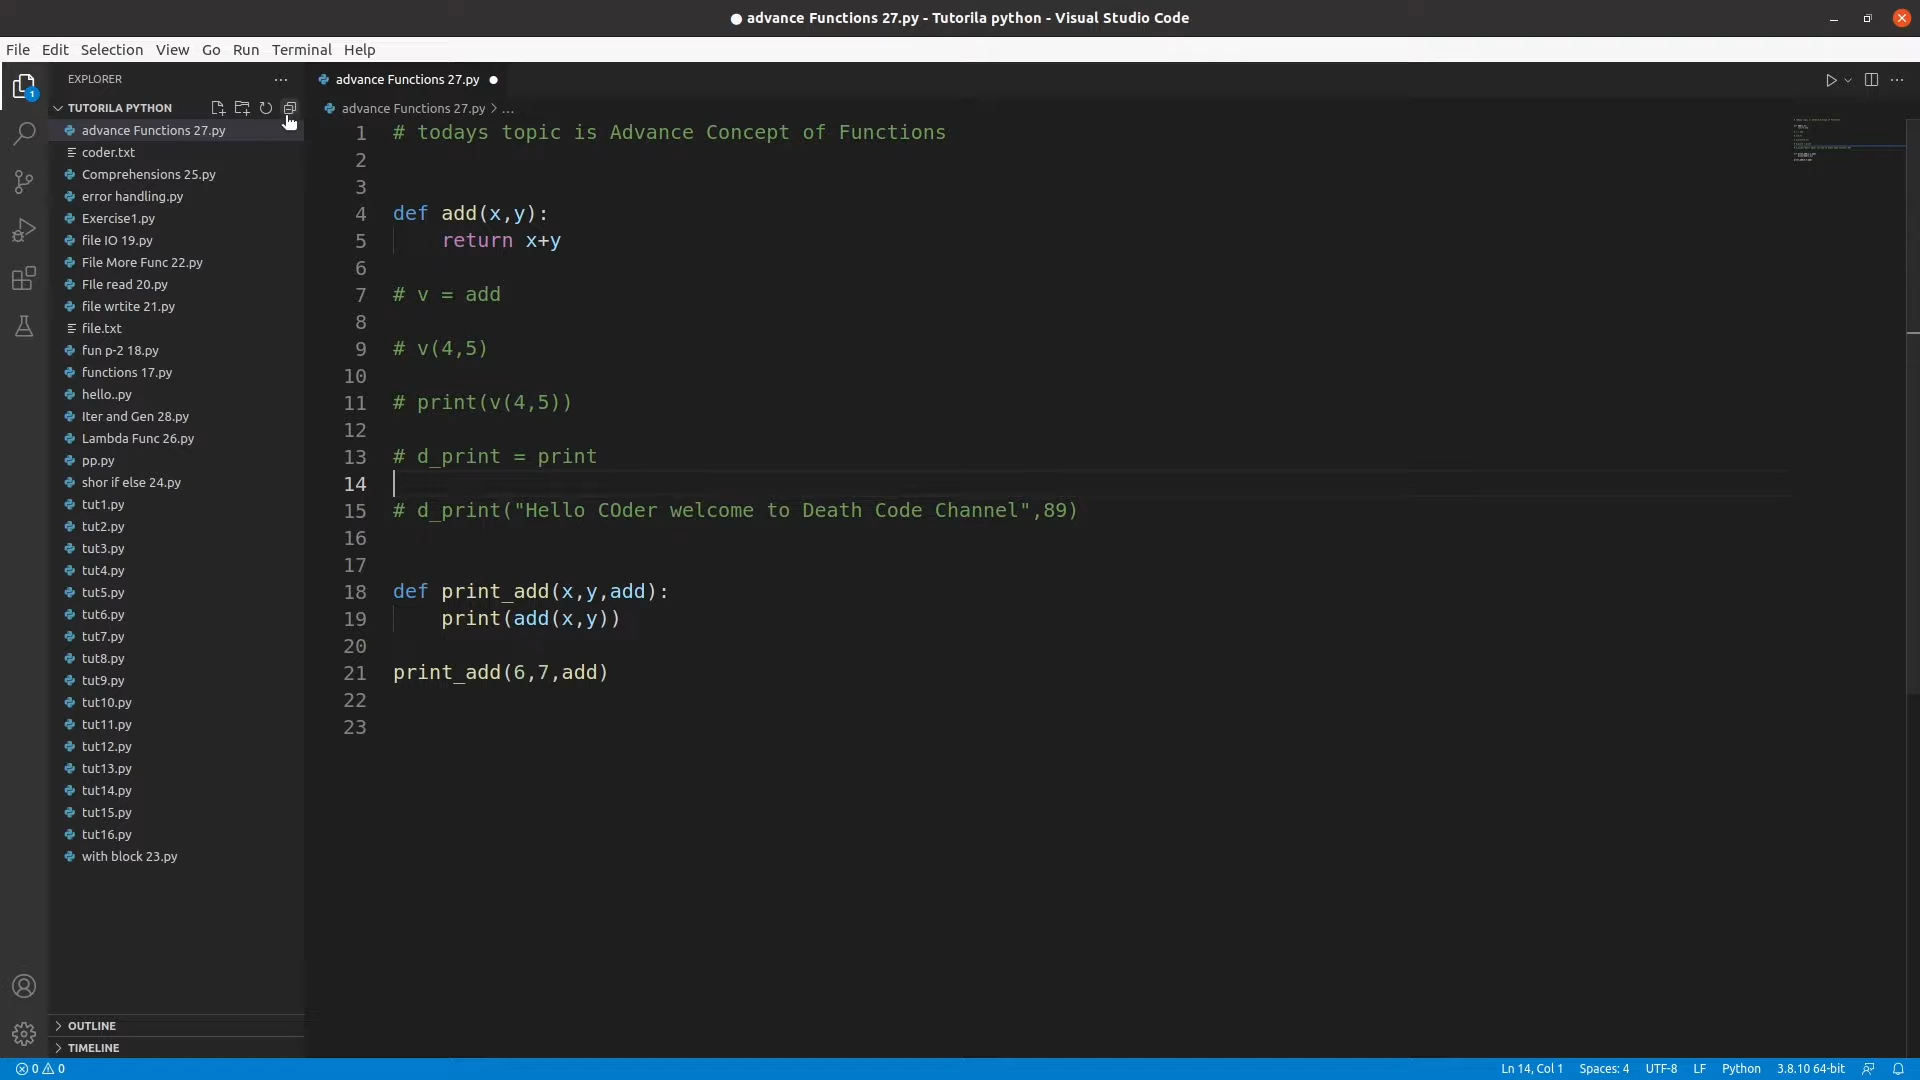 advance Functions 27.py - Tutorila python - Visual Studio Code
File Edit Selection View Go Run Terminal Help
EXPLORER
TUTORILA PYTHON
advance Functions 27.py
coder.txt
Comprehensions 25.py
error handling.py
Exercise1.py
file IO 19.py
File More Func 22.py
FIle read 20.py
file wrtite 21.py
file.txt
fun p-2 18.py
functions 17.py
hello..py
Iter and Gen 28.py
Lambda Func 26.py
pp.py
shor if else 24.py
tut1.py
tut2.py
tut3.py
tut4.py
tut5.py
tut6.py
tut7.py
tut8.py
tut9.py
tut10.py
tut11.py
tut12.py
tut13.py
tut14.py
tut15.py
tut16.py
with block 23.py
OUTLINE
TIMELINE
1
advance Functions 27.py
advance Functions 27.py > ...
1 # todays topic is Advance Concept of Functions
2
3
4 def add(x,y):
5 return x+y
6
7 # v = add
8
9 # v(4,5)
10
11 # print(v(4,5))
12
13 # d_print = print
14
15 # d_print("Hello COder welcome to Death Code Channel",89)
16
17
18 def print_add(x,y,add):
19 print(add(x,y))
20
21 print_add(6,7,add)
22
23
0 0
Ln 14, Col 1 Spaces: 4 UTF-8 LF Python 3.8.10 64-bit